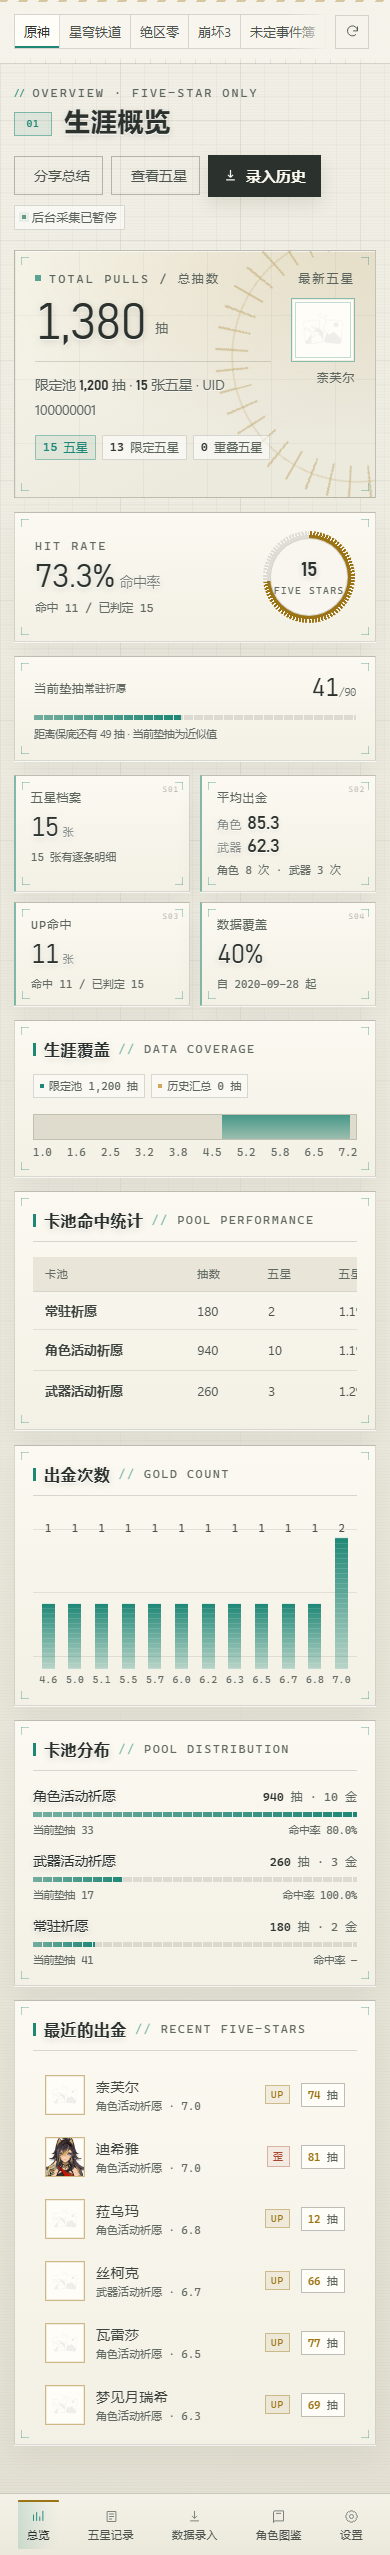 原神 星穹铁道 绝区零 崩坏3 未定事件簿
// OVERVIEW · FIVE-STAR ONLY
01 生涯概览
分享总结 查看五星 录入历史
后台采集已暂停
TOTAL PULLS / 总抽数
最新五星
1,380 抽
奈芙尔
限定池 1,200 抽 · 15 张五星 · UID
100000001
15 五星 13 限定五星 0 重叠五星
HIT RATE
73.3% 命中率
命中 11 / 已判定 15
15
FIVE STARS
当前垫抽常驻祈愿 41/90
距离保底还有 49 抽 · 当前垫抽为近似值
五星档案 S01
15 张
15 张有逐条明细
平均出金 S02
角色 85.3
武器 62.3
角色 8 次 · 武器 3 次
UP命中 S03
11 张
命中 11 / 已判定 15
数据覆盖 S04
40%
自 2020-09-28 起
生涯覆盖 // DATA COVERAGE
限定池 1,200 抽 历史汇总 0 抽
1.0 1.6 2.5 3.2 3.8 4.5 5.2 5.8 6.5 7.2
卡池命中统计 // POOL PERFORMANCE
卡池 抽数 五星
常驻祈愿 180 2
角色活动祈愿 940 10
武器活动祈愿 260 3
出金次数 // GOLD COUNT
1 1 1 1 1 1 1 1 1 1 1 2
4.6 5.0 5.1 5.5 5.7 6.0 6.2 6.3 6.5 6.7 6.8 7.0
卡池分布 // POOL DISTRIBUTION
角色活动祈愿 940 抽 · 10 金
当前垫抽 33 命中率 80.0%
武器活动祈愿 260 抽 · 3 金
当前垫抽 17 命中率 100.0%
常驻祈愿 180 抽 · 2 金
当前垫抽 41 命中率 —
最近的出金 // RECENT FIVE-STARS
奈芙尔 UP 74 抽
角色活动祈愿 · 7.0
迪希雅 歪 81 抽
角色活动祈愿 · 7.0
菈乌玛 UP 12 抽
角色活动祈愿 · 6.8
丝柯克 UP 66 抽
武器活动祈愿 · 6.7
瓦雷莎 UP 77 抽
角色活动祈愿 · 6.5
梦见月瑞希 UP 69 抽
角色活动祈愿 · 6.3
总览 五星记录 数据录入 角色图鉴 设置